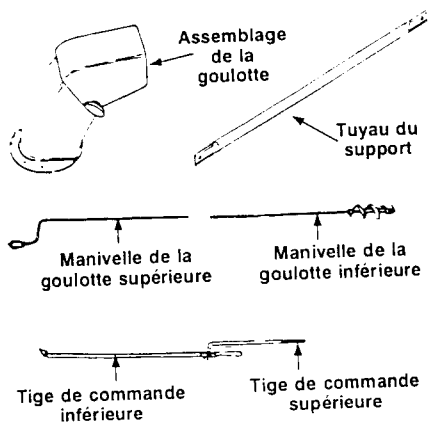 Assemblage
de la
goulotte
Tuyau du
support
Manivelle de la
goulotte supérieure
Manivelle de la
goulotte inférieure
Tige de commande
inférieure
Tige de commande
supérieure